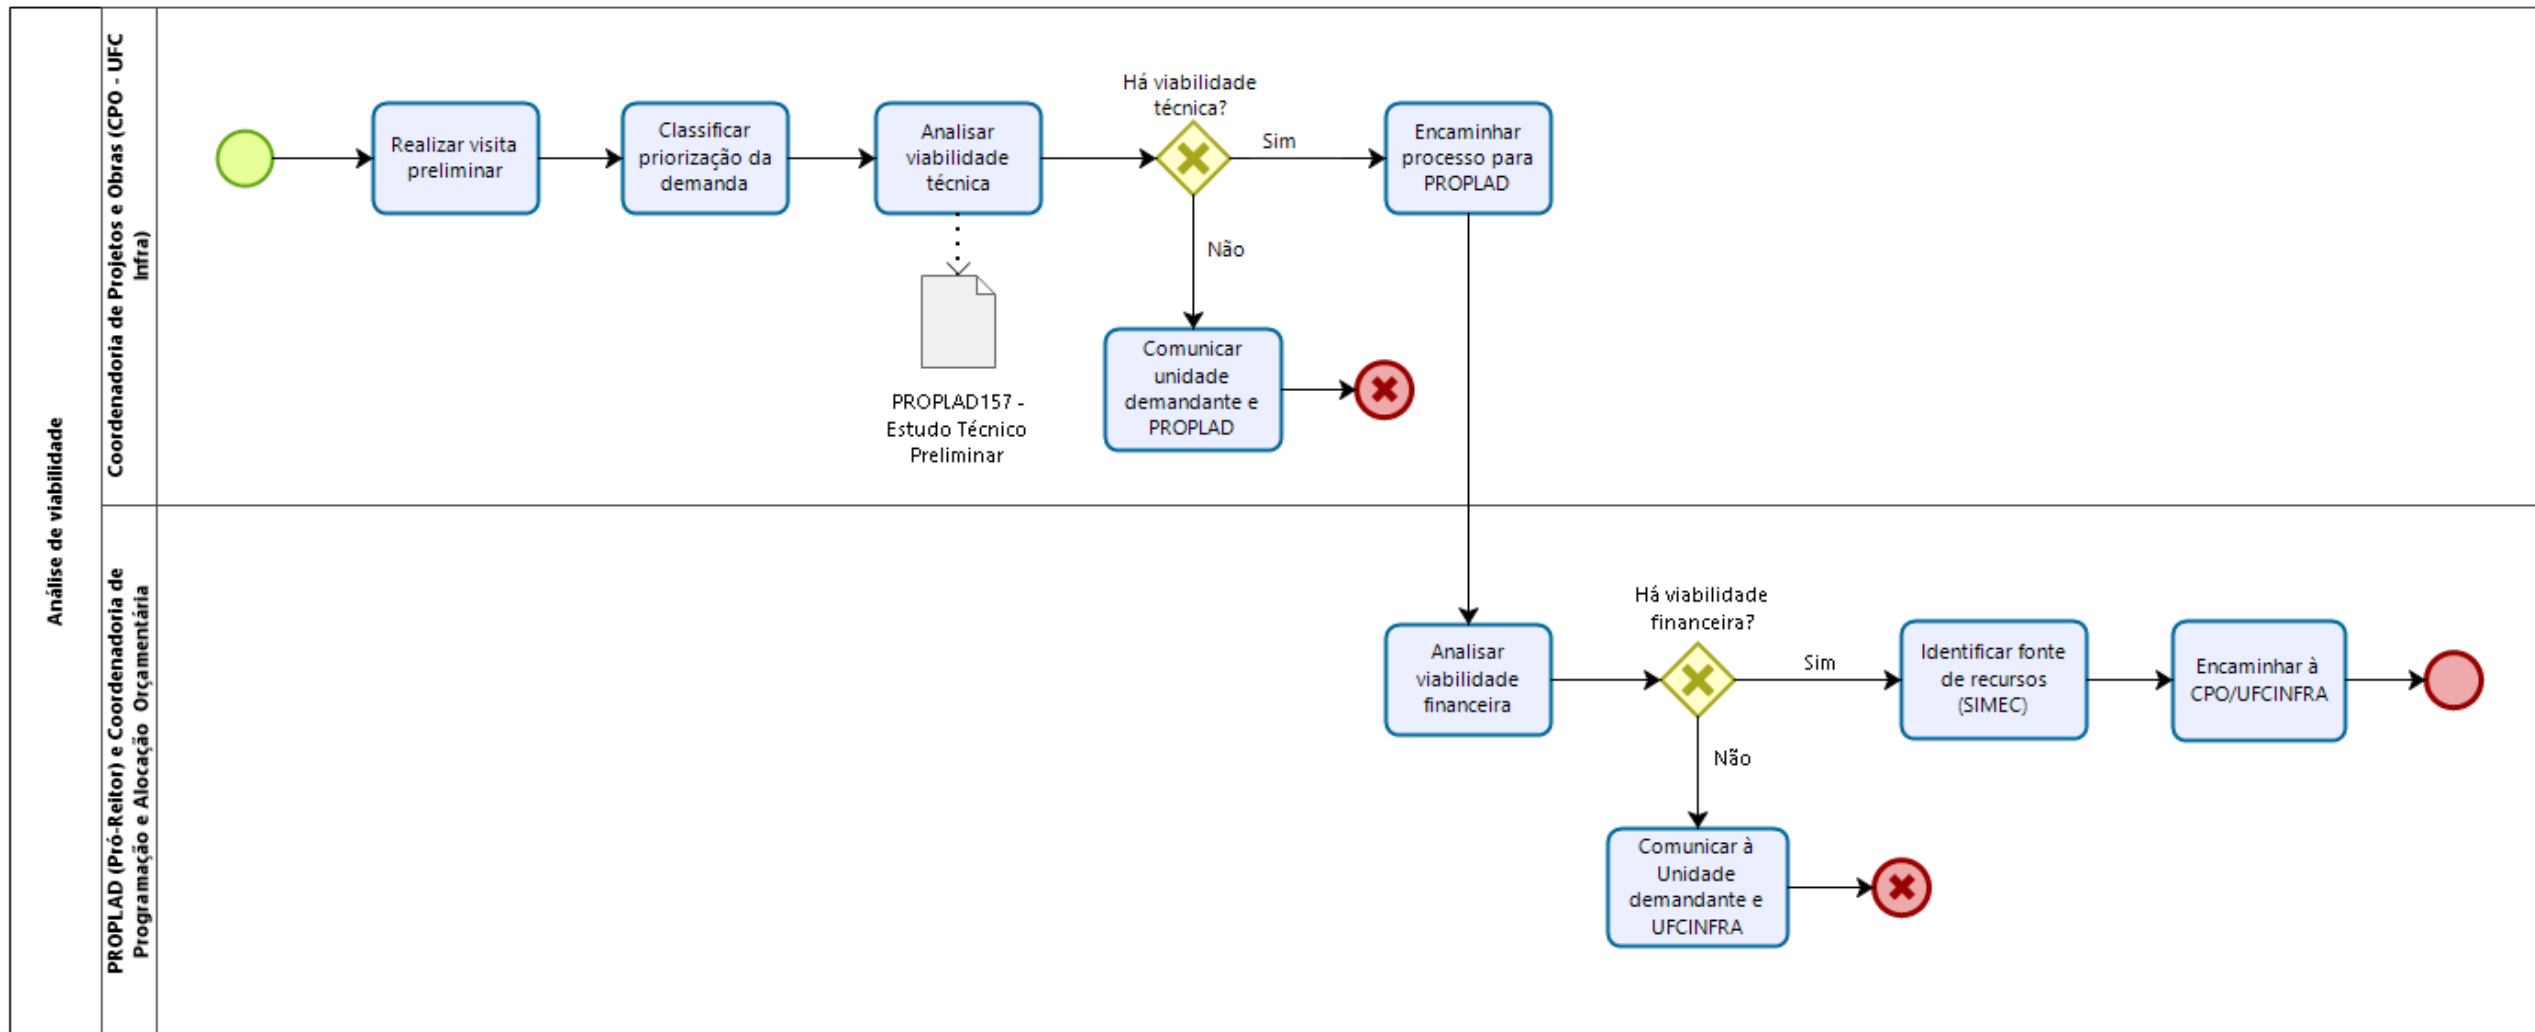 Análise de viabilidade
Coordenadoria de Projetos e Obras (CPO - UFC
Infra)
Realizar visita
preliminar
Classificar
priorização da
demanda
Analisar
viabilidade
técnica
PROPLAD157 -
Estudo Técnico
Preliminar
Há viabilidade
técnica?
Sim
Não
Encaminhar
processo para
PROPLAD
Comunicar
unidade
demandante e
PROPLAD
PROPLAD (Pró-Reitor) e Coordenadoria de
Programação e Alocação Orçamentária
Analisar
viabilidade
financeira
Há viabilidade
financeira?
Sim
Não
Identificar fonte
de recursos
(SIMEC)
Encaminhar à
CPO/UFCINFRA
Comunicar à
Unidade
demandante e
UFCINFRA